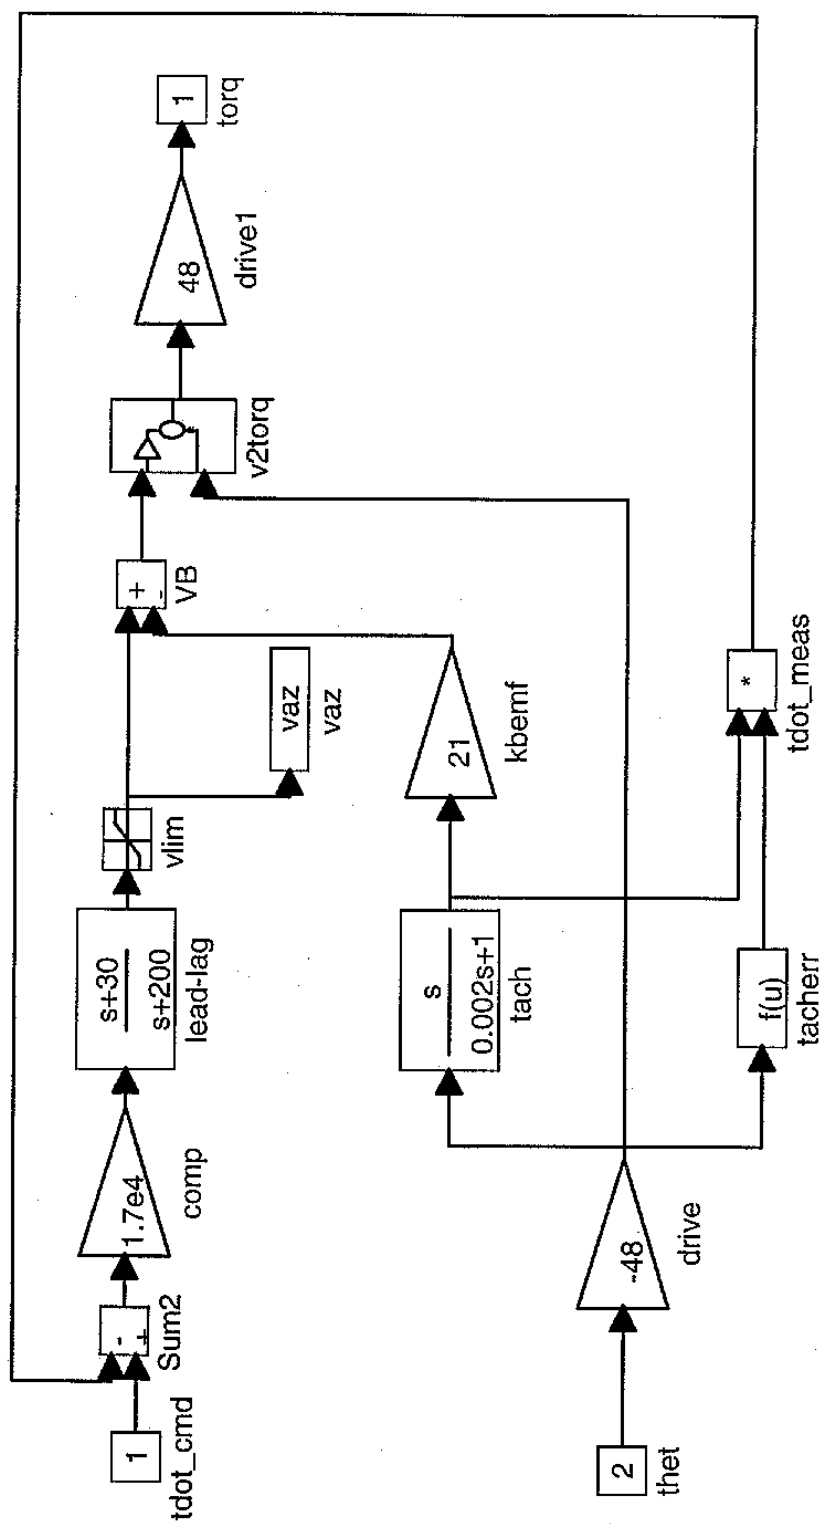 1
tdot_cmd
-
+
Sum2
1.7e4
comp
s+30
s+200
lead-lag
vlim
vaz
vaz
+
-
VB
v2torq
48
drive1
1
torq
s
0.002s+1
tach
21
kbemf
2
thet
-48
drive
f(u)
tacherr
*
tdot_meas